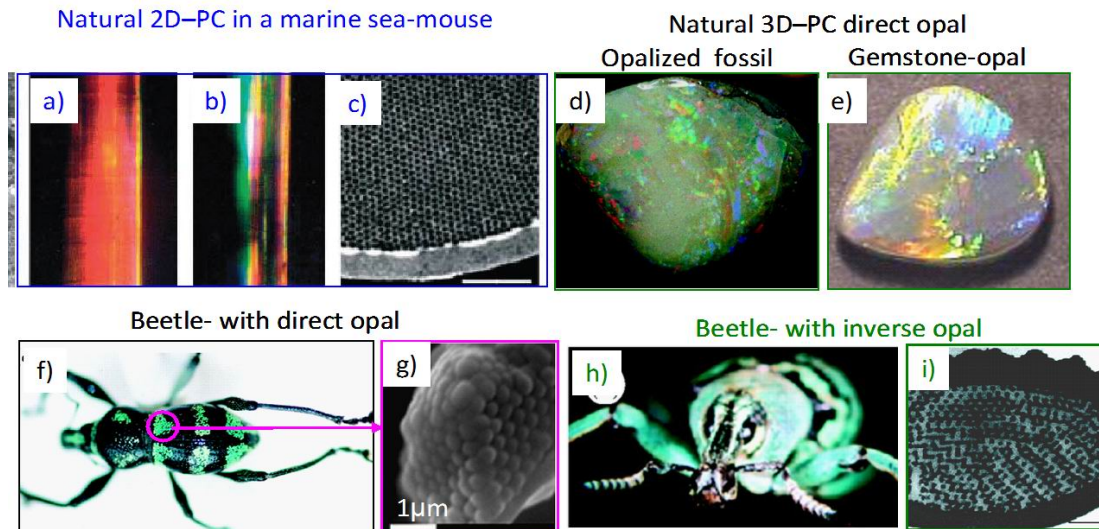 Natural 2D–PC in a marine sea-mouse
Natural 3D–PC direct opal
Opalized fossil
Gemstone-opal
a)
b)
c)
d)
e)
Beetle- with direct opal
Beetle- with inverse opal
f)
g)
1µm
h)
i)